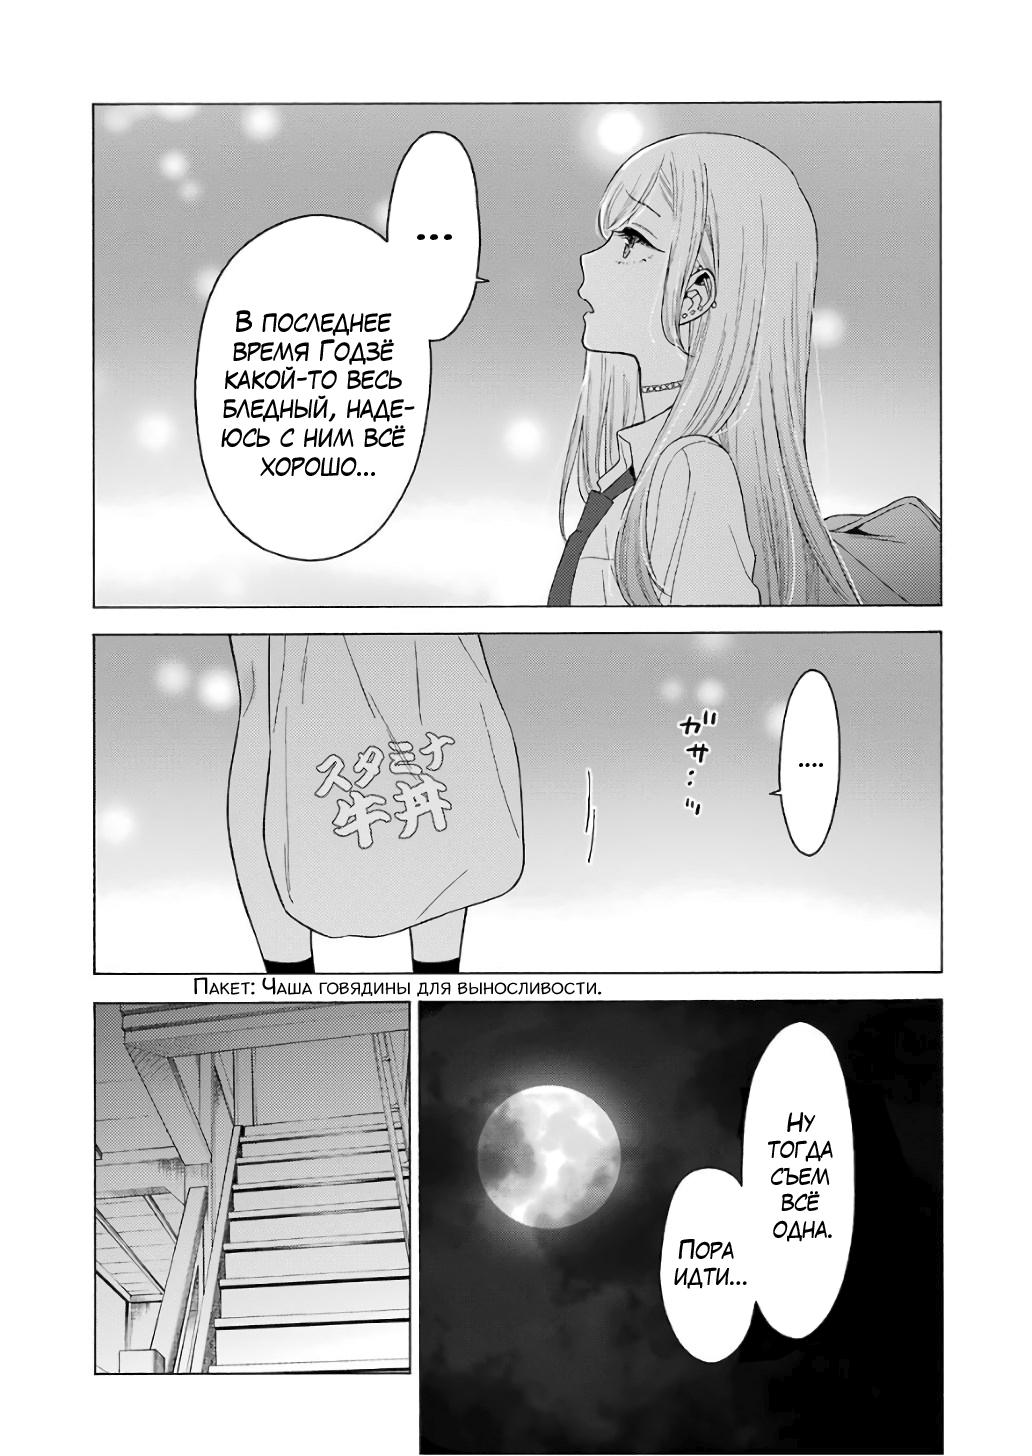 ...
В ПОСЛЕДНЕЕ
ВРЕМЯ ГОДЗЁ
КАКОЙ-ТО ВЕСЬ
БЛЕДНЫЙ, НАДЕ-
ЮСЬ С НИМ ВСЁ
ХОРОШО...
....
ガサ:ッ
スタミナ
牛丼
Пакет: Чаша говядины для выносливости.
НУ
ТОГДА
СЪЕМ
ВСЁ
ОДНА.
ПОРА
ИДТИ...